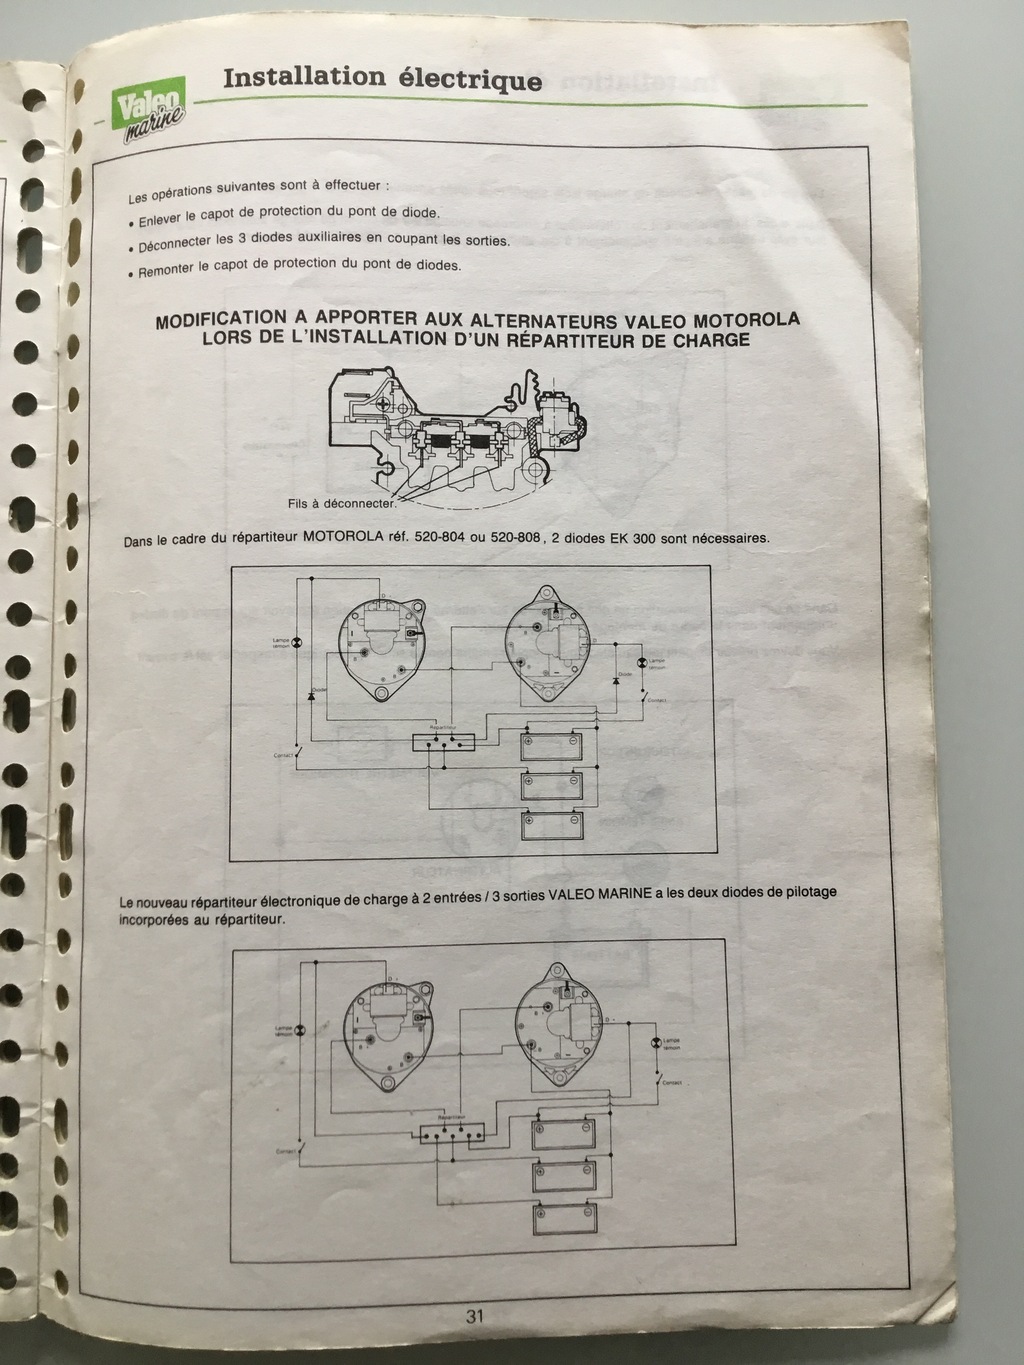 Valeo
marine
Installation électrique
Les opérations suivantes sont à effectuer :
• Enlever le capot de protection du pont de diode.
• Déconnecter les 3 diodes auxiliaires en coupant les sorties.
• Remonter le capot de protection du pont de diodes.
MODIFICATION A APPORTER AUX ALTERNATEURS VALEO MOTOROLA
LORS DE L'INSTALLATION D'UN RÉPARTITEUR DE CHARGE
Fils à déconnecter.
Dans le cadre du répartiteur MOTOROLA réf. 520-804 ou 520-808, 2 diodes EK 300 sont nécessaires.
Lampe
témoin
Diode
Contact
Répartiteur
D
Lampe
témoin
Diode
Contact
Le nouveau répartiteur électronique de charge à 2 entrées / 3 sorties VALEO MARINE a les deux diodes de pilotage
incorporées au répartiteur.
Lampe
témoin
Contact
Répartiteur
D
Lampe
témoin
Contact
31